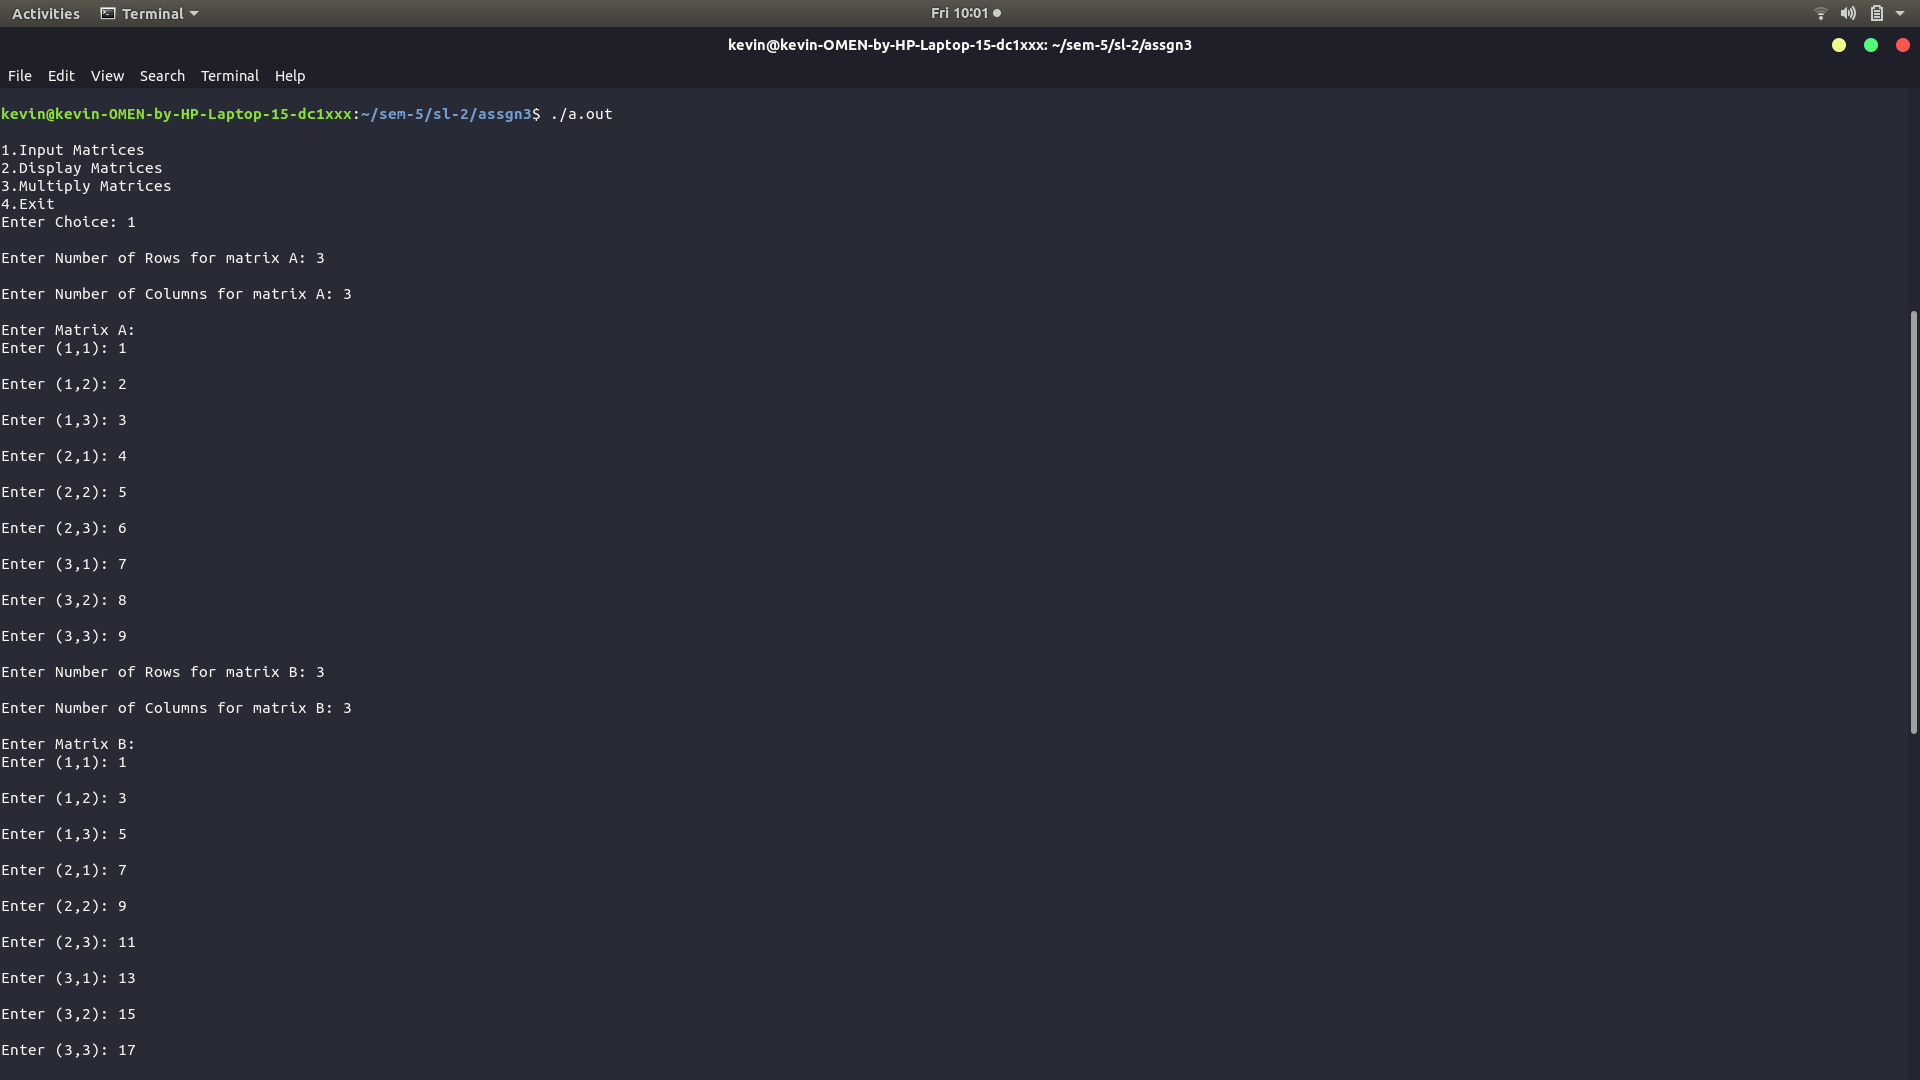 Activities Terminal Fri 10:01
kevin@kevin-OMEN-by-HP-Laptop-15-dc1xxx: ~/sem-5/sl-2/assgn3
File Edit View Search Terminal Help
kevin@kevin-OMEN-by-HP-Laptop-15-dc1xxx:~/sem-5/sl-2/assgn3$ ./a.out
1.Input Matrices
2.Display Matrices
3.Multiply Matrices
4.Exit
Enter Choice: 1
Enter Number of Rows for matrix A: 3
Enter Number of Columns for matrix A: 3
Enter Matrix A:
Enter (1,1): 1
Enter (1,2): 2
Enter (1,3): 3
Enter (2,1): 4
Enter (2,2): 5
Enter (2,3): 6
Enter (3,1): 7
Enter (3,2): 8
Enter (3,3): 9
Enter Number of Rows for matrix B: 3
Enter Number of Columns for matrix B: 3
Enter Matrix B:
Enter (1,1): 1
Enter (1,2): 3
Enter (1,3): 5
Enter (2,1): 7
Enter (2,2): 9
Enter (2,3): 11
Enter (3,1): 13
Enter (3,2): 15
Enter (3,3): 17